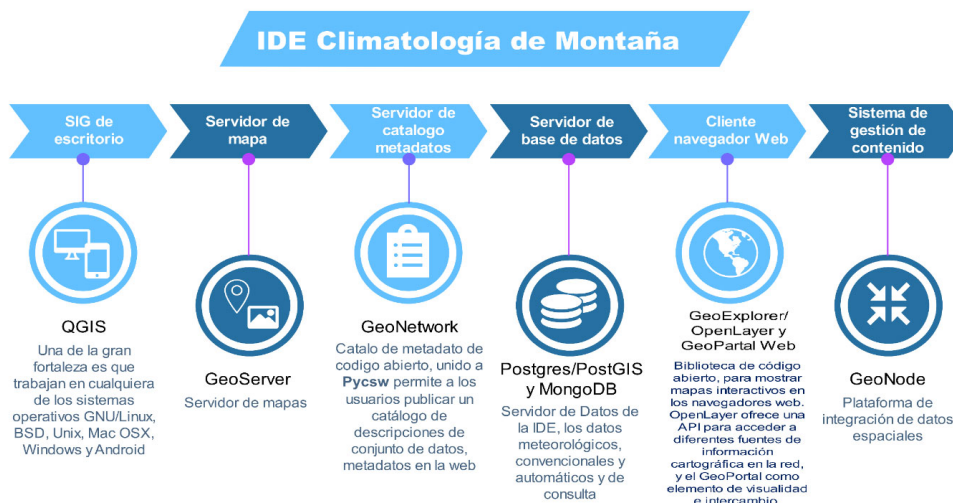 IDE Climatología de Montaña
SIG de
escritorio
Servidor de
mapa
Servidor de
catalogo
metadatos
Servidor de
base de datos
Cliente
navegador Web
Sistema de
gestión de
contenido
QGIS
Una de la gran
fortaleza es que
trabajan en cualquiera
de los sistemas
operativos GNU/Linux,
BSD, Unix, Mac OSX,
Windows y Android
GeoServer
Servidor de mapas
GeoNetwork
Catalo de metadato de
codigo abierto, unido a
Pycsw permite a los
usuarios publicar un
catálogo de
descripciones de
conjunto de datos,
metadatos en la web
Postgres/PostGIS
y MongoDB
Servidor de Datos de
la IDE, los datos
meteorológicos,
convencionales y
automáticos y de
consulta
GeoExplorer/
OpenLayer y
GeoPartal Web
Biblioteca de código
abierto, para mostrar
mapas interactivos en
los navegadores web.
OpenLayer ofrece una
API para acceder a
diferentes fuentes de
información
cartográfica en la red,
y el GeoPortal como
elemento de visualidad
e intercambio
GeoNode
Plataforma de
integración de datos
espaciales